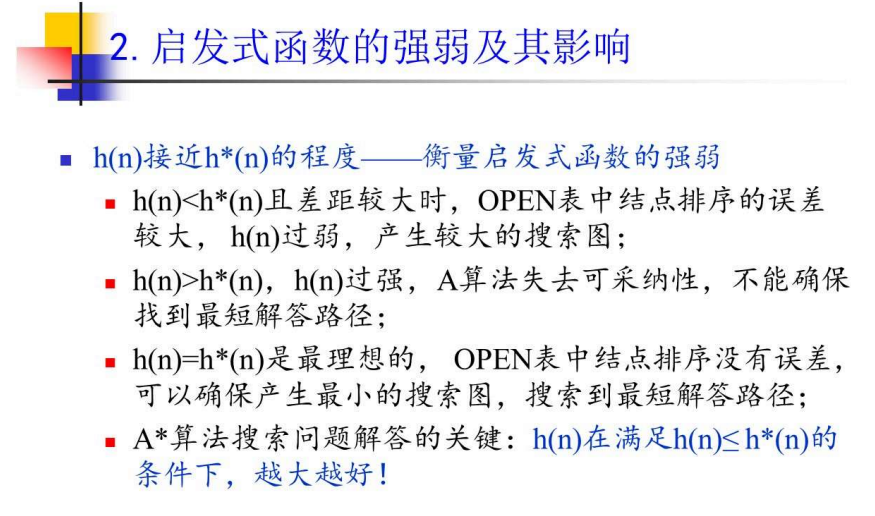 2. 启发式函数的强弱及其影响
h(n)接近h*(n)的程度——衡量启发式函数的强弱
h(n)<h*(n)且差距较大时，OPEN表中结点排序的误差
较大， h(n)过弱，产生较大的搜索图；
h(n)>h*(n)，h(n)过强，A算法失去可采纳性，不能确保
找到最短解答路径；
h(n)=h*(n)是最理想的， OPEN表中结点排序没有误差，
可以确保产生最小的搜索图，搜索到最短解答路径；
A*算法搜索问题解答的关键：h(n)在满足h(n)≤ h*(n)的
条件下，越大越好！